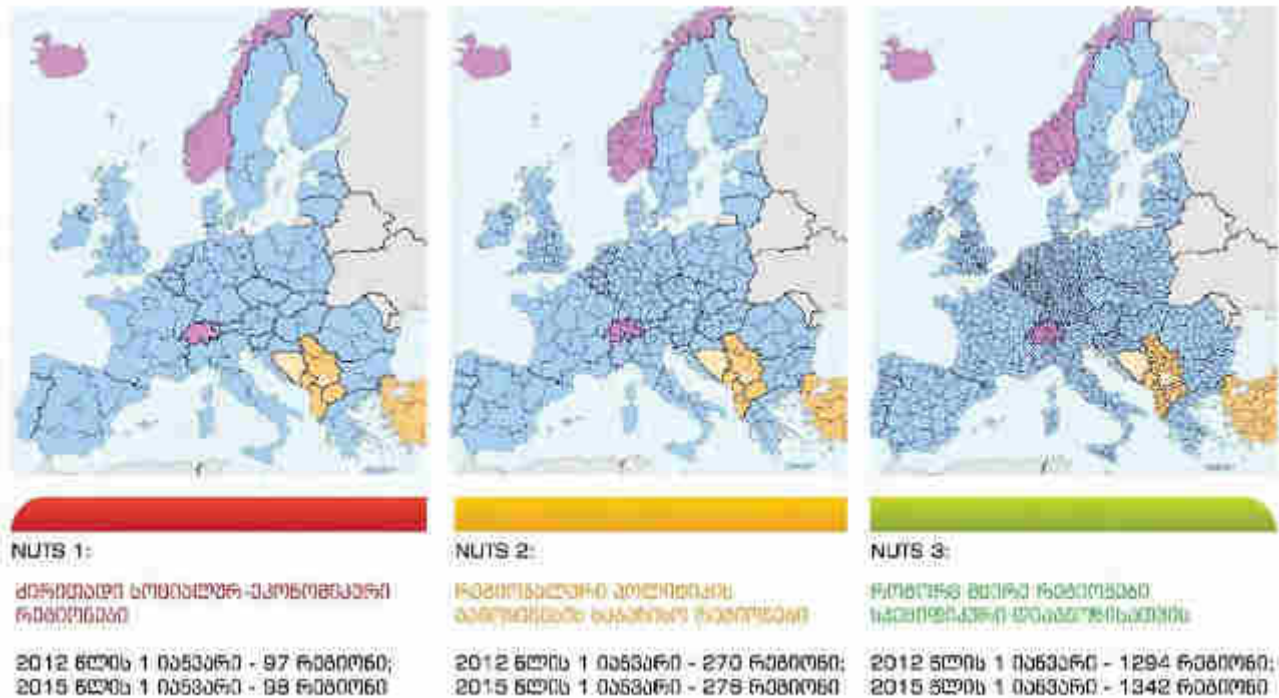 NUTS 1:
ძირითადი სოციალურ-ეკონომიკური
რეგიონები
2012 წლის 1 იანვარი - 97 რეგიონი;
2015 წლის 1 იანვარი - 98 რეგიონი
NUTS 2:
რეგიონალური პოლიტიკის
გამოყენების საბაზისო რეგიონები
2012 წლის 1 იანვარი - 270 რეგიონი;
2015 წლის 1 იანვარი - 276 რეგიონი
NUTS 3:
როგორც მცირე რეგიონები
სპეციფიკური დიაგნოზისათვის
2012 წლის 1 იანვარი - 1294 რეგიონი;
2015 წლის 1 იანვარი - 1342 რეგიონი